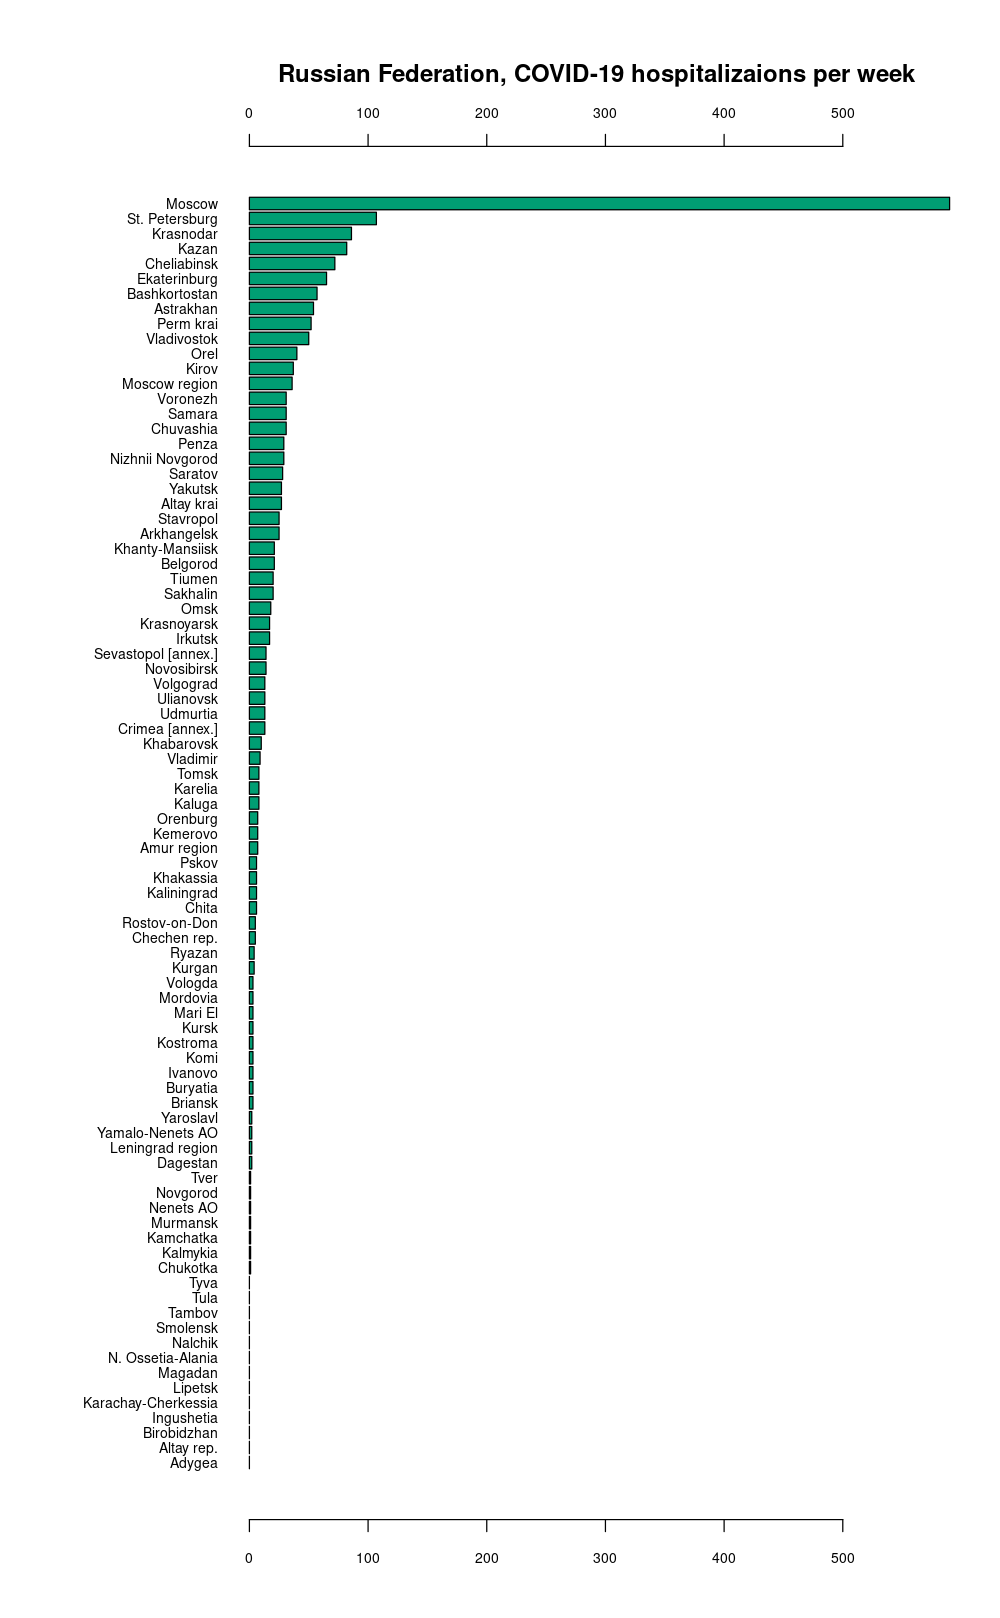 Russian Federation, COVID-19 hospitalizaions per week
0 100 200 300 400 500
Moscow
St. Petersburg
Krasnodar
Kazan
Cheliabinsk
Ekaterinburg
Bashkortostan
Astrakhan
Perm krai
Vladivostok
Orel
Kirov
Moscow region
Voronezh
Samara
Chuvashia
Penza
Nizhnii Novgorod
Saratov
Yakutsk
Altay krai
Stavropol
Arkhangelsk
Khanty-Mansiisk
Belgorod
Tiumen
Sakhalin
Omsk
Krasnoyarsk
Irkutsk
Sevastopol [annex.]
Novosibirsk
Volgograd
Ulianovsk
Udmurtia
Crimea [annex.]
Khabarovsk
Vladimir
Tomsk
Karelia
Kaluga
Orenburg
Kemerovo
Amur region
Pskov
Khakassia
Kaliningrad
Chita
Rostov-on-Don
Chechen rep.
Ryazan
Kurgan
Vologda
Mordovia
Mari El
Kursk
Kostroma
Komi
Ivanovo
Buryatia
Briansk
Yaroslavl
Yamalo-Nenets AO
Leningrad region
Dagestan
Tver
Novgorod
Nenets AO
Murmansk
Kamchatka
Kalmykia
Chukotka
Tyva
Tula
Tambov
Smolensk
Nalchik
N. Ossetia-Alania
Magadan
Lipetsk
Karachay-Cherkessia
Ingushetia
Birobidzhan
Altay rep.
Adygea
0 100 200 300 400 500